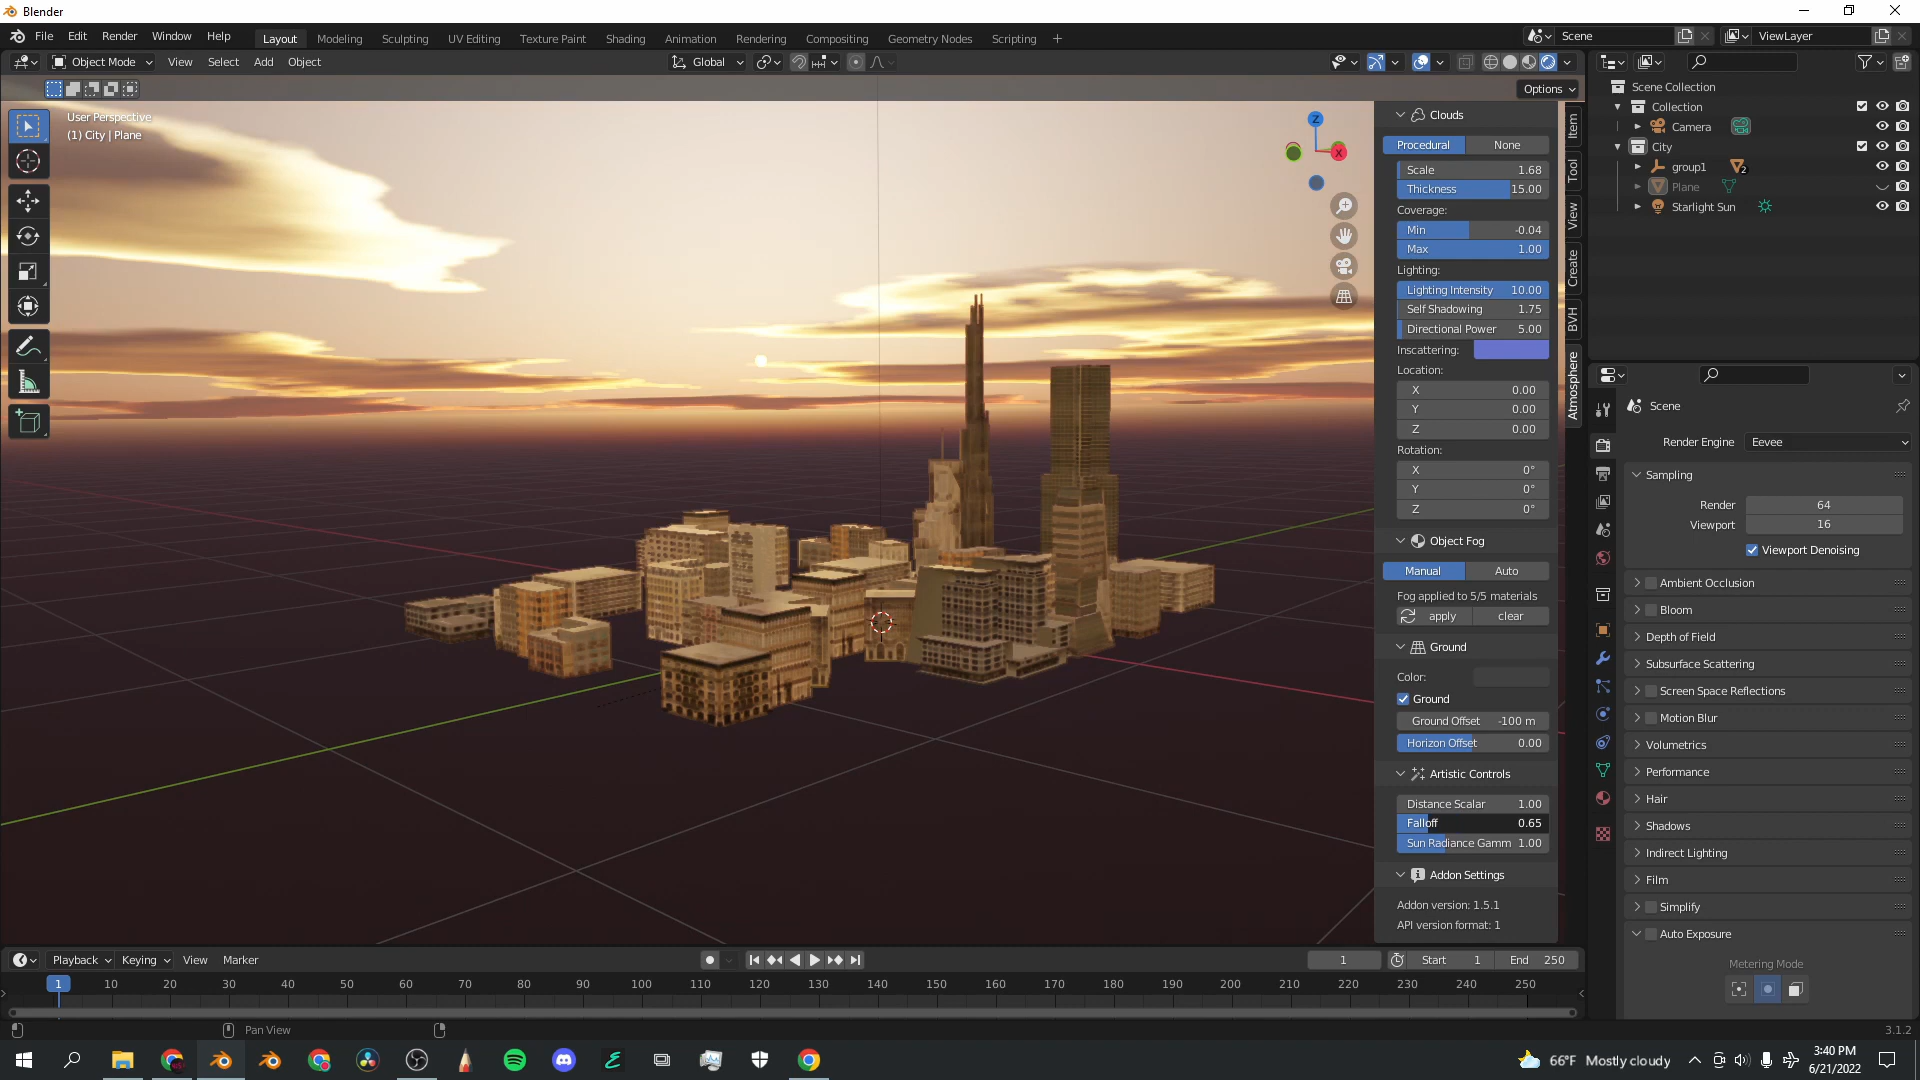 Blender
File Edit Render Window Help
Layout Modeling Sculpting UV Editing Texture Paint Shading Animation Rendering Compositing Geometry Nodes Scripting +
Scene
ViewLayer
Object Mode View Select Add Object
Global
Options
User Perspective
(1) City | Plane
Z
X
Item
Tool
View
Create
BVH
Atmosphere
Clouds
Procedural None
Scale 1.68
Thickness 15.00
Coverage:
Min -0.04
Max 1.00
Lighting:
Lighting Intensity 10.00
Self Shadowing 1.75
Directional Power 5.00
Inscattering:
Location:
X 0.00
Y 0.00
Z 0.00
Rotation:
X 0°
Y 0°
Z 0°
Object Fog
Manual Auto
Fog applied to 5/5 materials
apply clear
Ground
Color:
Ground
Ground Offset -100 m
Horizon Offset 0.00
Artistic Controls
Distance Scalar 1.00
Falloff 0.65
Sun Radiance Gamm 1.00
Addon Settings
Addon version: 1.5.1
API version format: 1
Scene Collection
Collection
Camera
City
group1 2
Plane
Starlight Sun
Scene
Render Engine Eevee
Sampling
Render 64
Viewport 16
Viewport Denoising
Ambient Occlusion
Bloom
Depth of Field
Subsurface Scattering
Screen Space Reflections
Motion Blur
Volumetrics
Performance
Hair
Shadows
Indirect Lighting
Film
Simplify
Auto Exposure
Metering Mode
Playback Keying View Marker
1 Start 1 End 250
1 10 20 30 40 50 60 70 80 90 100 110 120 130 140 150 160 170 180 190 200 210 220 230 240 250
Pan View
3.1.2
66°F Mostly cloudy
3:40 PM
6/21/2022